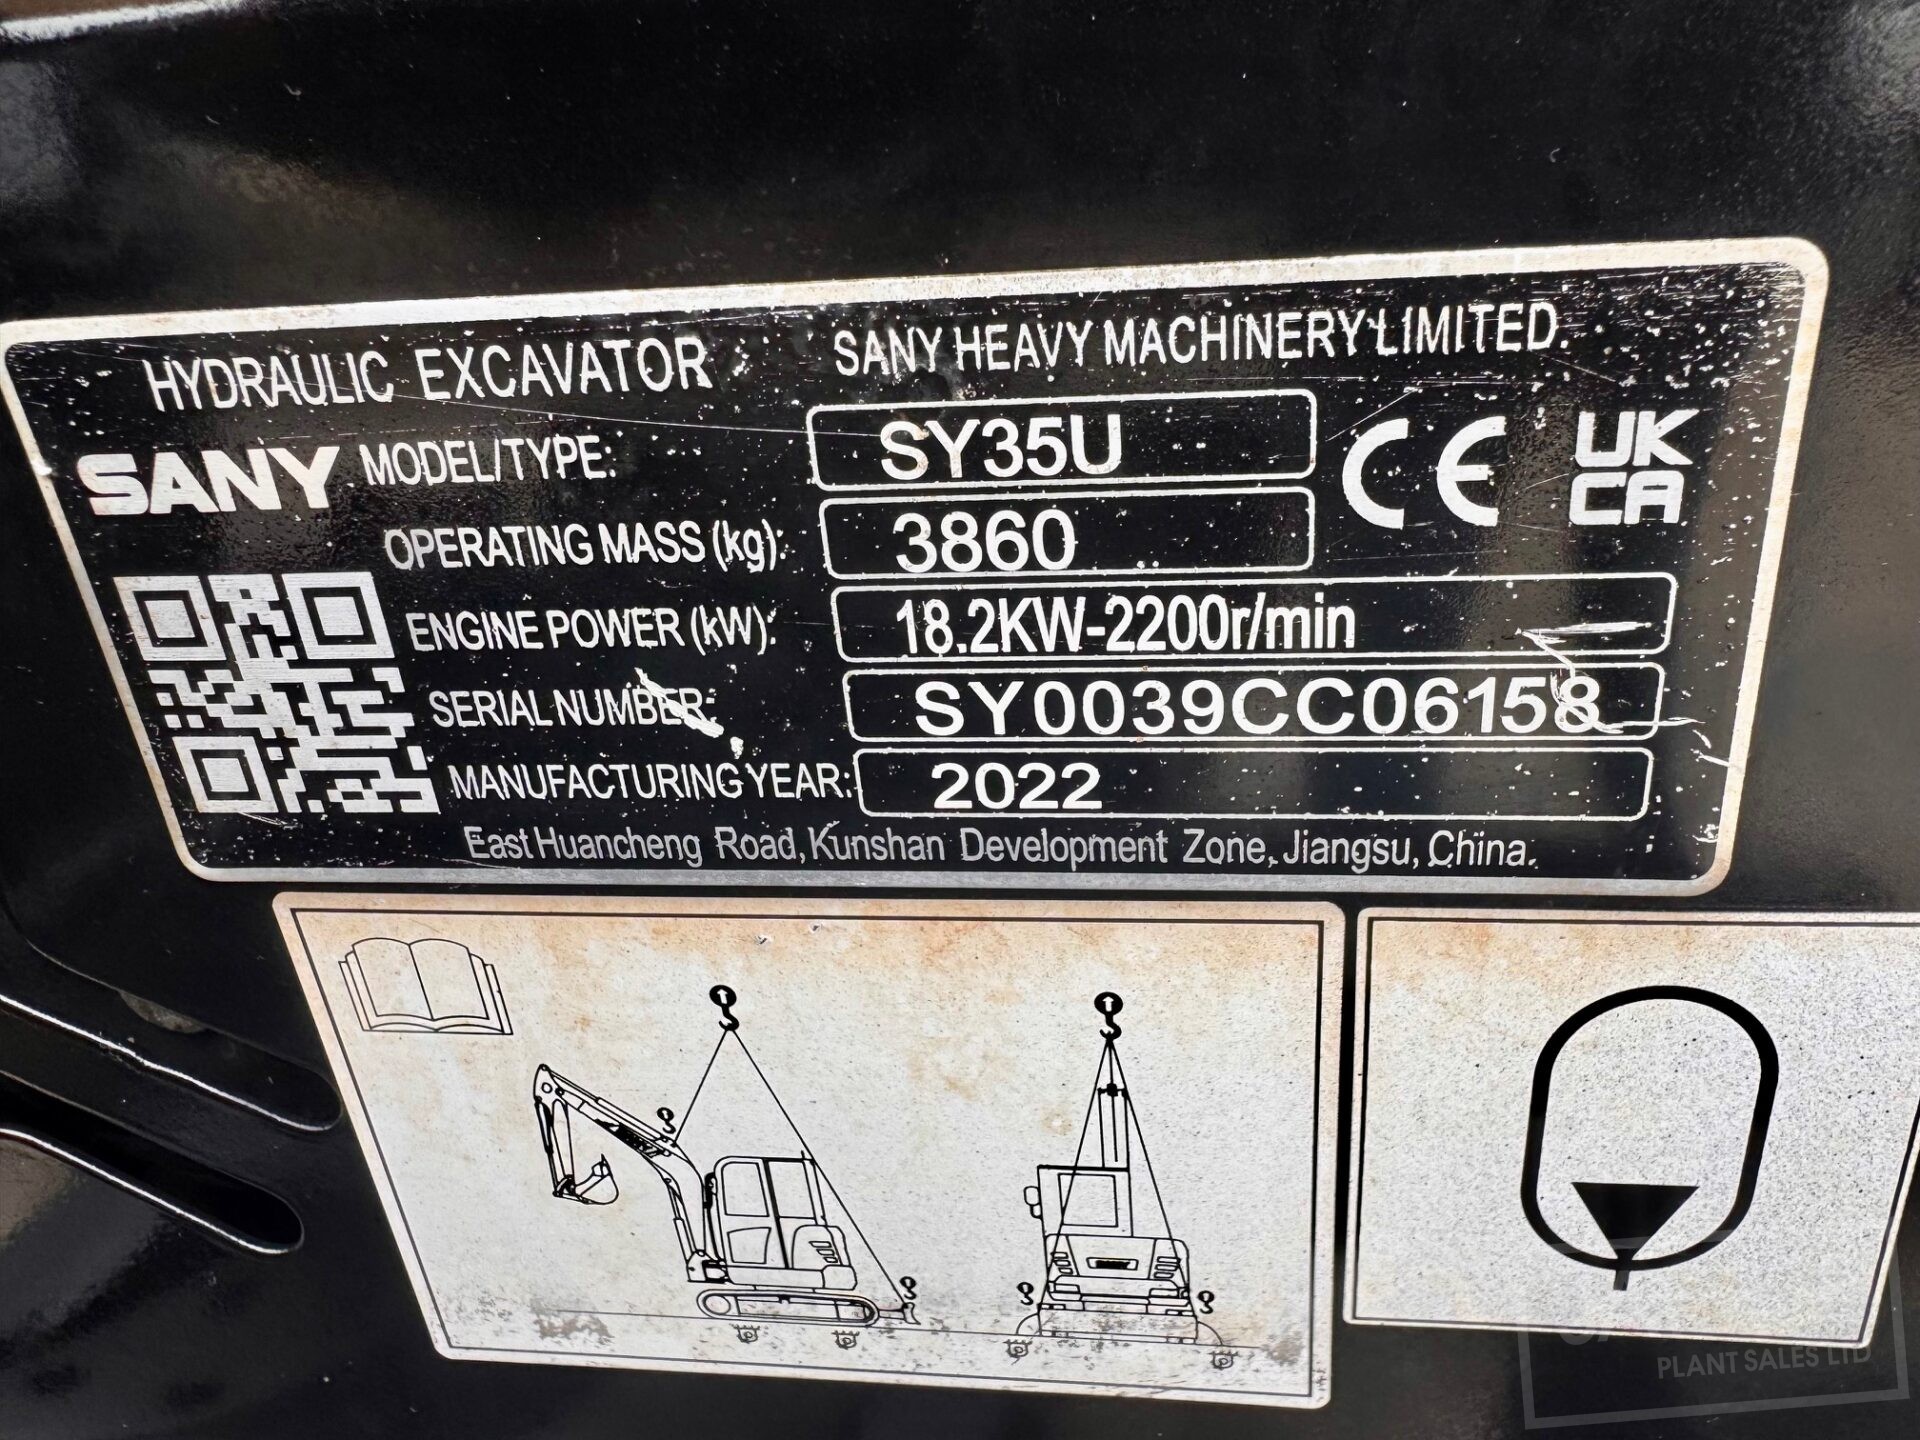 HYDRAULIC EXCAVATOR SANY HEAVY MACHINERY LIMITED.
SANY MODEL/TYPE: SY35U CE UK CA
OPERATING MASS (kg): 3860
ENGINE POWER (kW): 18.2KW-2200r/min
SERIAL NUMBER: SY0039CC06158
MANUFACTURING YEAR: 2022
East Huancheng Road, Kunshan Development Zone, Jiangsu, China.
PLANT SALES LTD